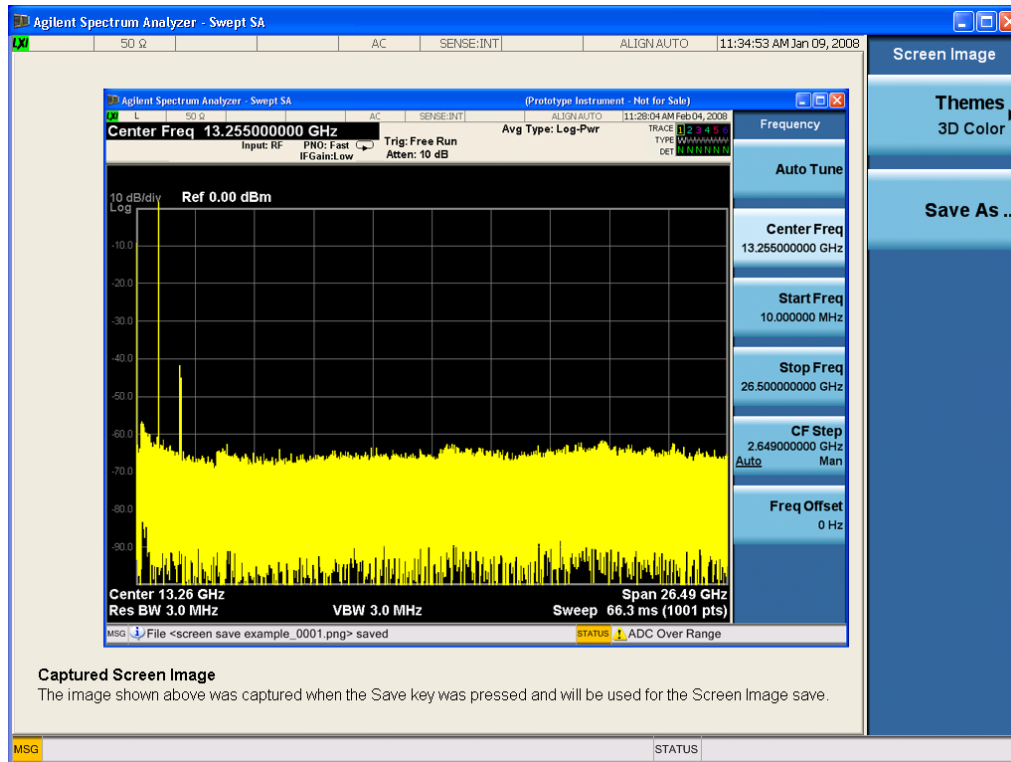 Agilent Spectrum Analyzer - Swept SA
LXI 50 Ω AC SENSE:INT ALIGN AUTO 11:34:53 AM Jan 09, 2008
Screen Image
Themes
3D Color
Save As ..
Agilent Spectrum Analyzer - Swept SA (Prototype Instrument - Not for Sale)
LXI L 50 Ω AC SENSE:INT ALIGN AUTO 11:28:04 AM Feb 04, 2008
Center Freq 13.255000000 GHz
Input: RF
PNO: Fast
IFGain:Low
Trig: Free Run
Atten: 10 dB
Avg Type: Log-Pwr
TRACE 1 2 3 4 5 6
TYPE
DET N N N N N N
10 dB/div Ref 0.00 dBm
Log
-10.0
-20.0
-30.0
-40.0
-50.0
-60.0
-70.0
-80.0
-90.0
Center 13.26 GHz Span 26.49 GHz
Res BW 3.0 MHz VBW 3.0 MHz Sweep 66.3 ms (1001 pts)
Frequency
Auto Tune
Center Freq
13.255000000 GHz
Start Freq
10.000000 MHz
Stop Freq
26.500000000 GHz
CF Step
2.649000000 GHz
Auto Man
Freq Offset
0 Hz
MSG File <screen save example_0001.png> saved STATUS ADC Over Range
Captured Screen Image
The image shown above was captured when the Save key was pressed and will be used for the Screen Image save.
MSG STATUS